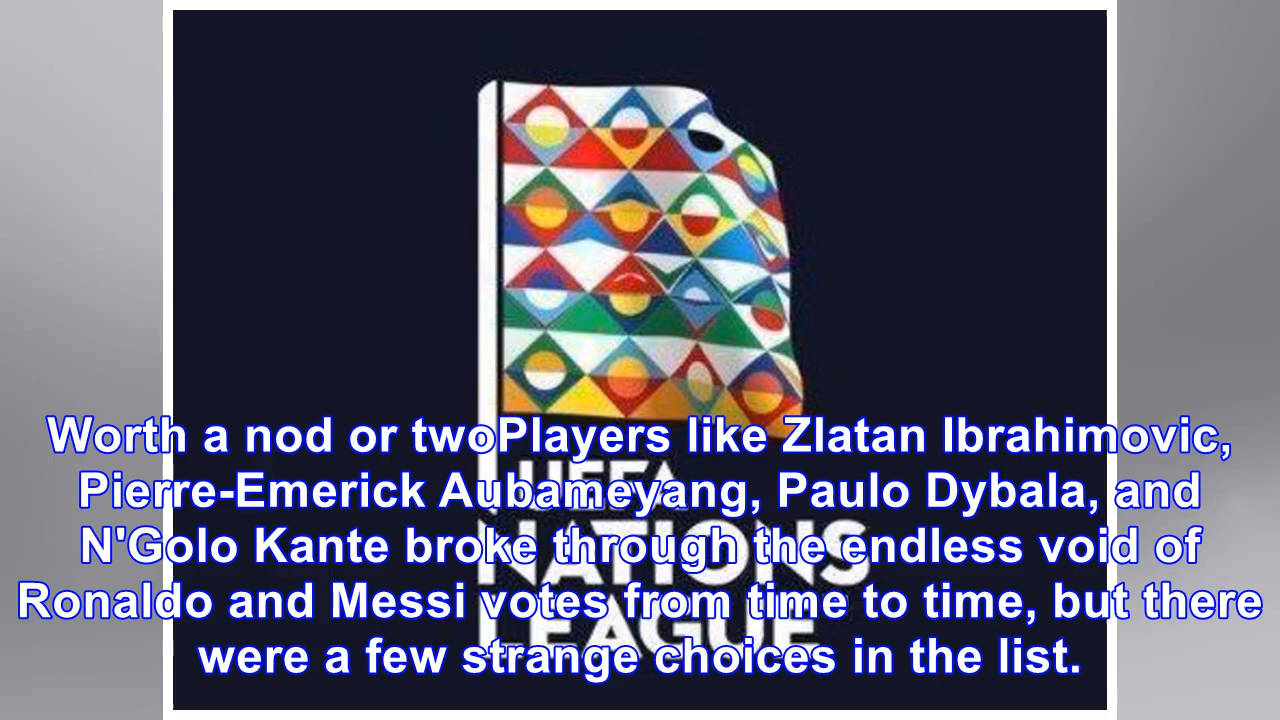 Worth a nod or twoPlayers like Zlatan Ibrahimovic,
Pierre-Emerick Aubameyang, Paulo Dybala, and
N'Golo Kante broke through the endless void of
Ronaldo and Messi votes from time to time, but there
were a few strange choices in the list.
UEFA
NATIONS
LEAGUE